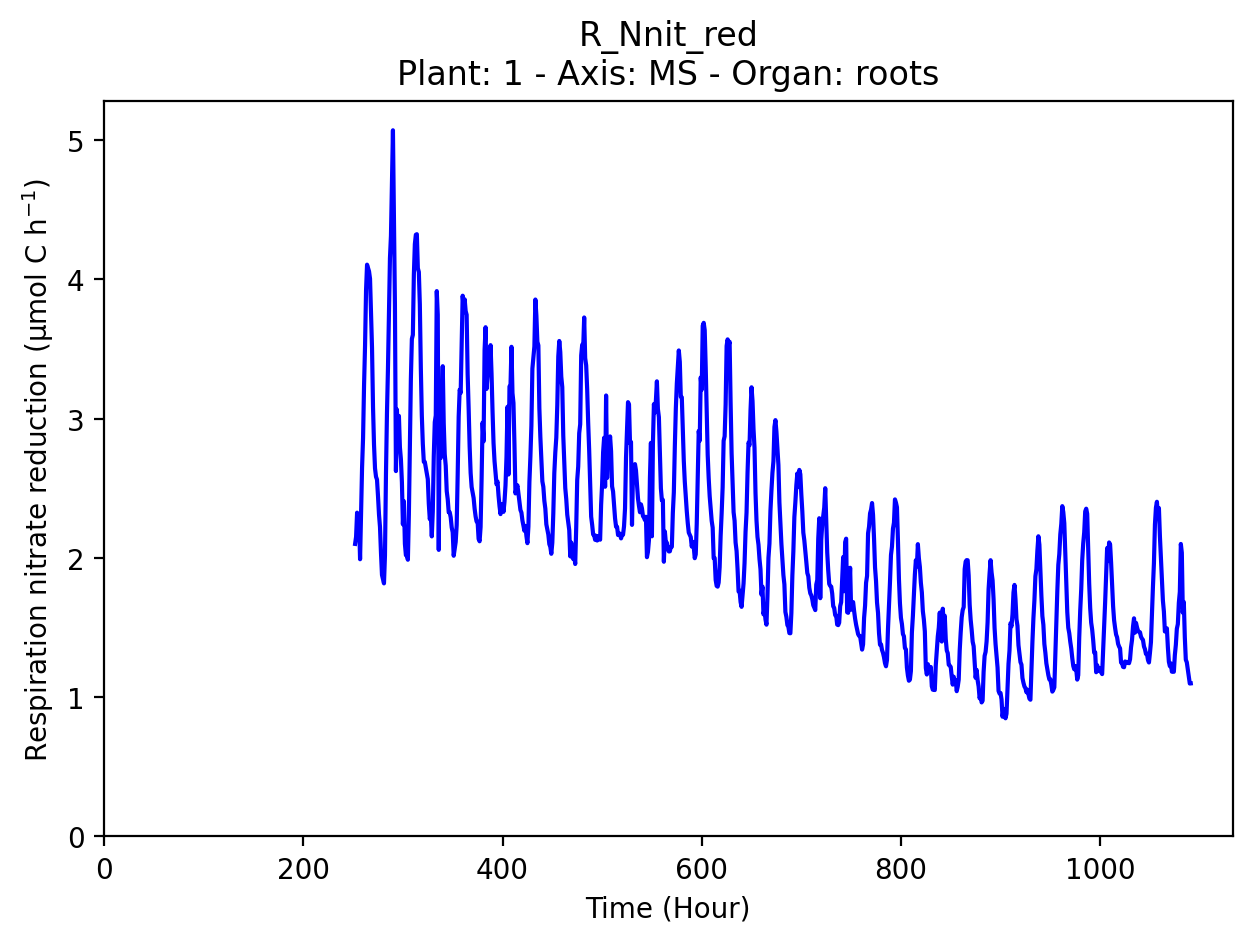 R_Nnit_red
Plant: 1 - Axis: MS - Organ: roots
Respiration nitrate reduction (µmol C h⁻¹)
5
4
3
2
1
0
0 200 400 600 800 1000
Time (Hour)